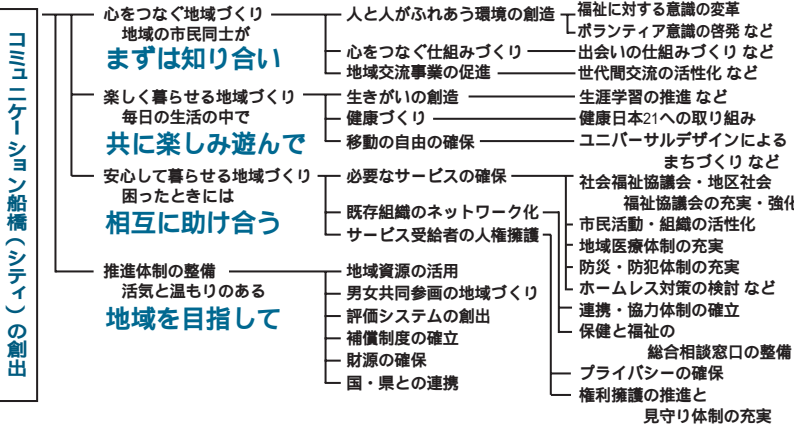 コミュニケーション船橋（シティ）の創出
心をつなぐ地域づくり
地域の市民同士が
まずは知り合い
人と人がふれあう環境の創造
福祉に対する意識の変革
ボランティア意識の啓発 など
心をつなぐ仕組みづくり
出会いの仕組みづくり など
地域交流事業の促進
世代間交流の活性化 など
楽しく暮らせる地域づくり
毎日の生活の中で
共に楽しみ遊んで
生きがいの創造
生涯学習の推進 など
健康づくり
健康日本21への取り組み
移動の自由の確保
ユニバーサルデザインによる
まちづくり など
安心して暮らせる地域づくり
困ったときには
相互に助け合う
必要なサービスの確保
社会福祉協議会・地区社会
福祉協議会の充実・強化
市民活動・組織の活性化
地域医療体制の充実
防災・防犯体制の充実
ホームレス対策の検討 など
既存組織のネットワーク化
連携・協力体制の確立
保健と福祉の
総合相談窓口の整備
サービス受給者の人権擁護
プライバシーの確保
権利擁護の推進と
見守り体制の充実
推進体制の整備
活気と温もりのある
地域を目指して
地域資源の活用
男女共同参画の地域づくり
評価システムの創出
補償制度の確立
財源の確保
国・県との連携